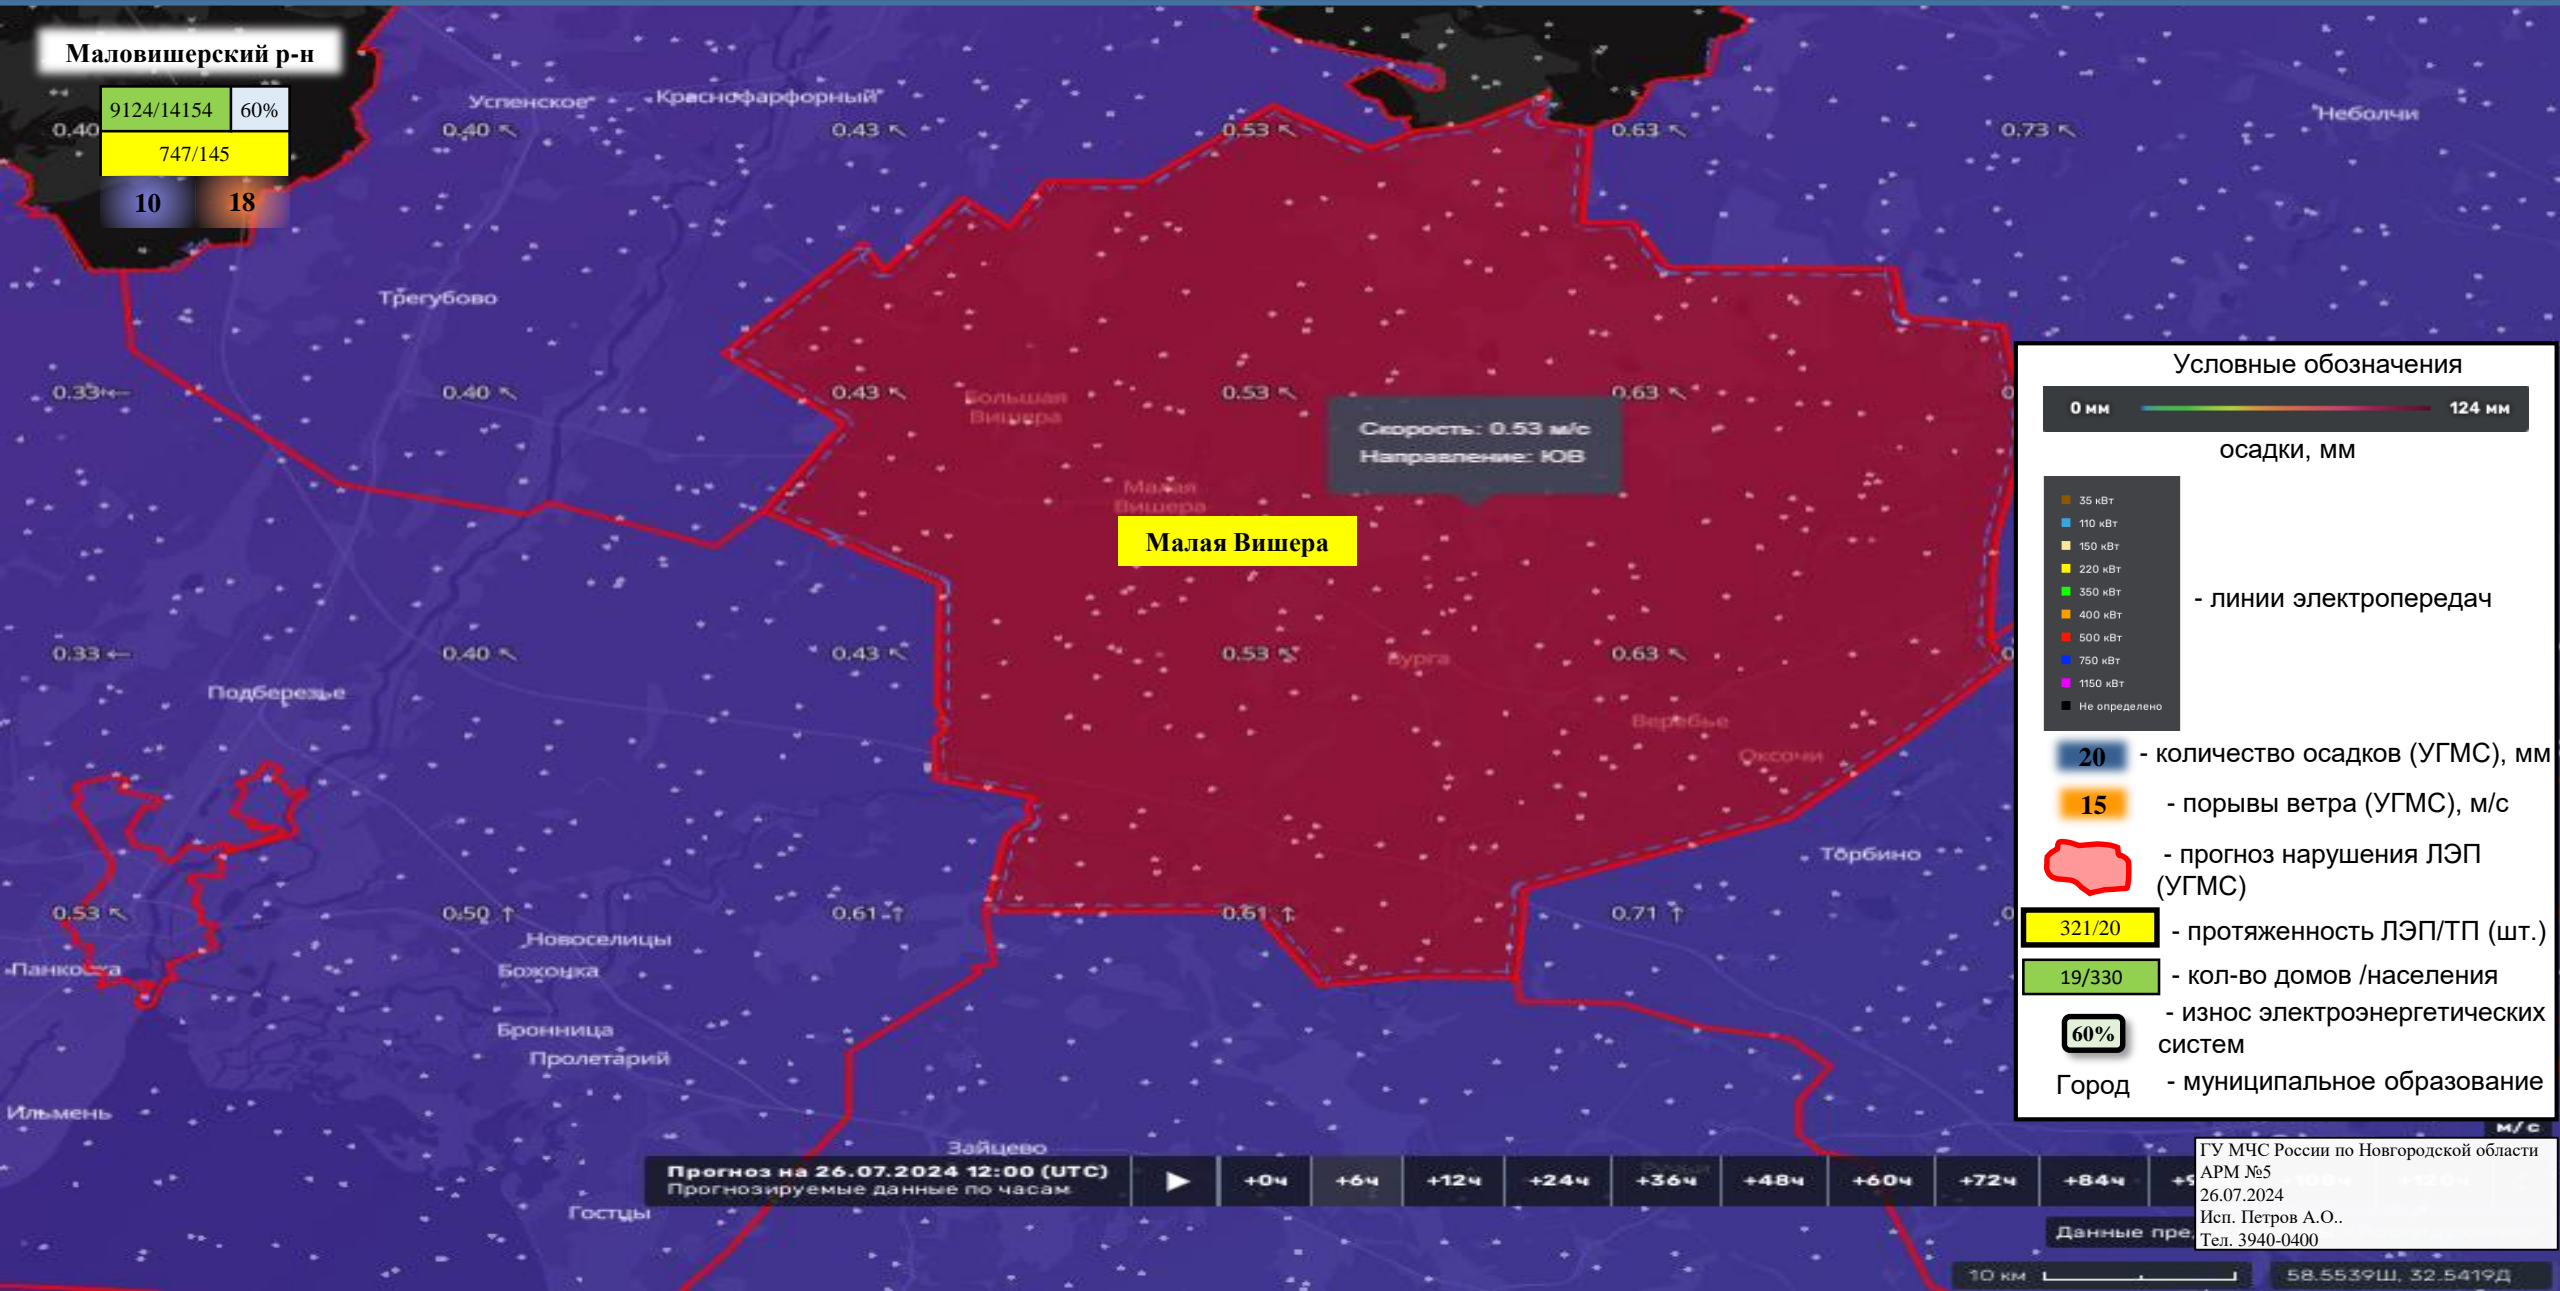 Маловишерский р-н
9124/14154 60%
747/145
10 18
Успенское
Краснофарфорный
Неболчи
0.40 0.40 0.43 0.53 0.63 0.73
Трегубово
0.33 0.40 0.43 0.53 0.63
Большая
Вишера
Скорость: 0.53 м/с
Направление: ЮВ
Малая
Вишера
Малая Вишера
0.33 0.40 0.43 0.53 0.63
Бурга
Подберезье
Веребье
Оксочи
Торбино
0.53 0.50 0.61 0.61 0.71
Новоселицы
Божонка
Бронница
Пролетарий
Ильмень
Зайцево
Гостцы
Условные обозначения
0 мм 124 мм
осадки, мм
35 кВт
110 кВт
150 кВт
220 кВт
350 кВт
400 кВт
500 кВт
750 кВт
1150 кВт
Не определено
- линии электропередач
20 - количество осадков (УГМС), мм
15 - порывы ветра (УГМС), м/с
- прогноз нарушения ЛЭП
(УГМС)
321/20 - протяженность ЛЭП/ТП (шт.)
19/330 - кол-во домов /населения
60% - износ электроэнергетических
систем
Город - муниципальное образование
м/с
Прогноз на 26.07.2024 12:00 (UTC)
Прогнозируемые данные по часам
+0ч +6ч +12ч +24ч +36ч +48ч +60ч +72ч +84ч
ГУ МЧС России по Новгородской области
АРМ №5
26.07.2024
Исп. Петров А.О..
Тел. 3940-0400
Данные пре
10 км
58.5539Ш, 32.5419Д